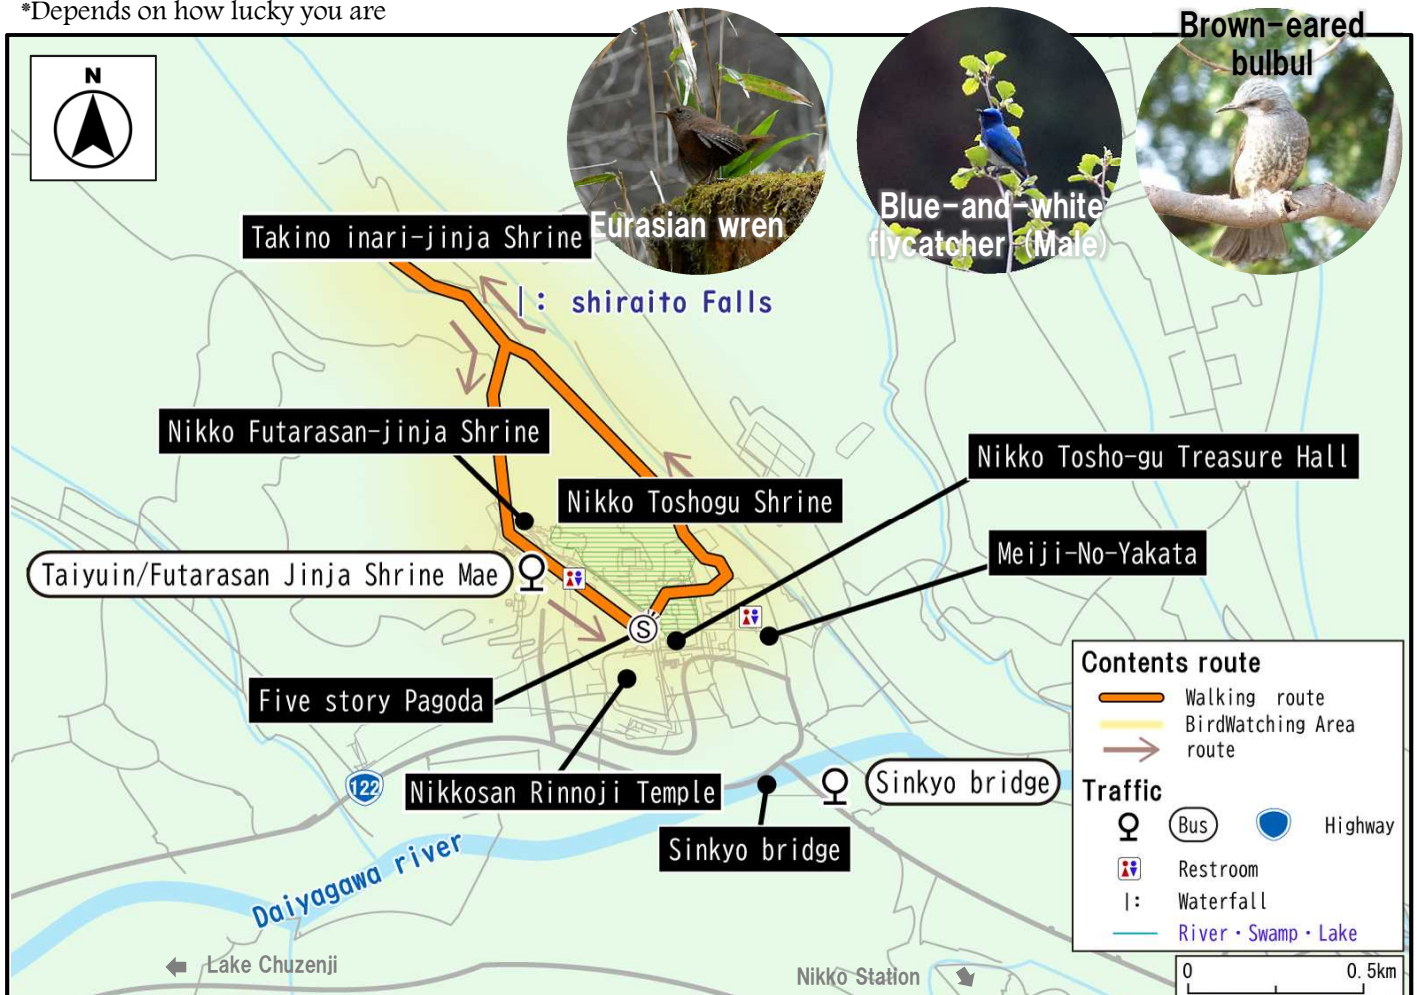 *Depends on how lucky you are
N
Eurasian wren
Blue-and-white
flycatcher (Male)
Brown-eared
bulbul
Takino inari-jinja Shrine
|: shiraito Falls
Nikko Futarasan-jinja Shrine
Nikko Toshogu Shrine
Nikko Tosho-gu Treasure Hall
Meiji-No-Yakata
Taiyuin/Futarasan Jinja Shrine Mae
S
Five story Pagoda
Nikkosan Rinnoji Temple
122
Sinkyo bridge
Sinkyo bridge
Daiyagawa river
Lake Chuzenji
Nikko Station
Contents route
Walking route
BirdWatching Area
route
Traffic
Bus
Highway
Restroom
|: Waterfall
River・Swamp・Lake
0 0.5km